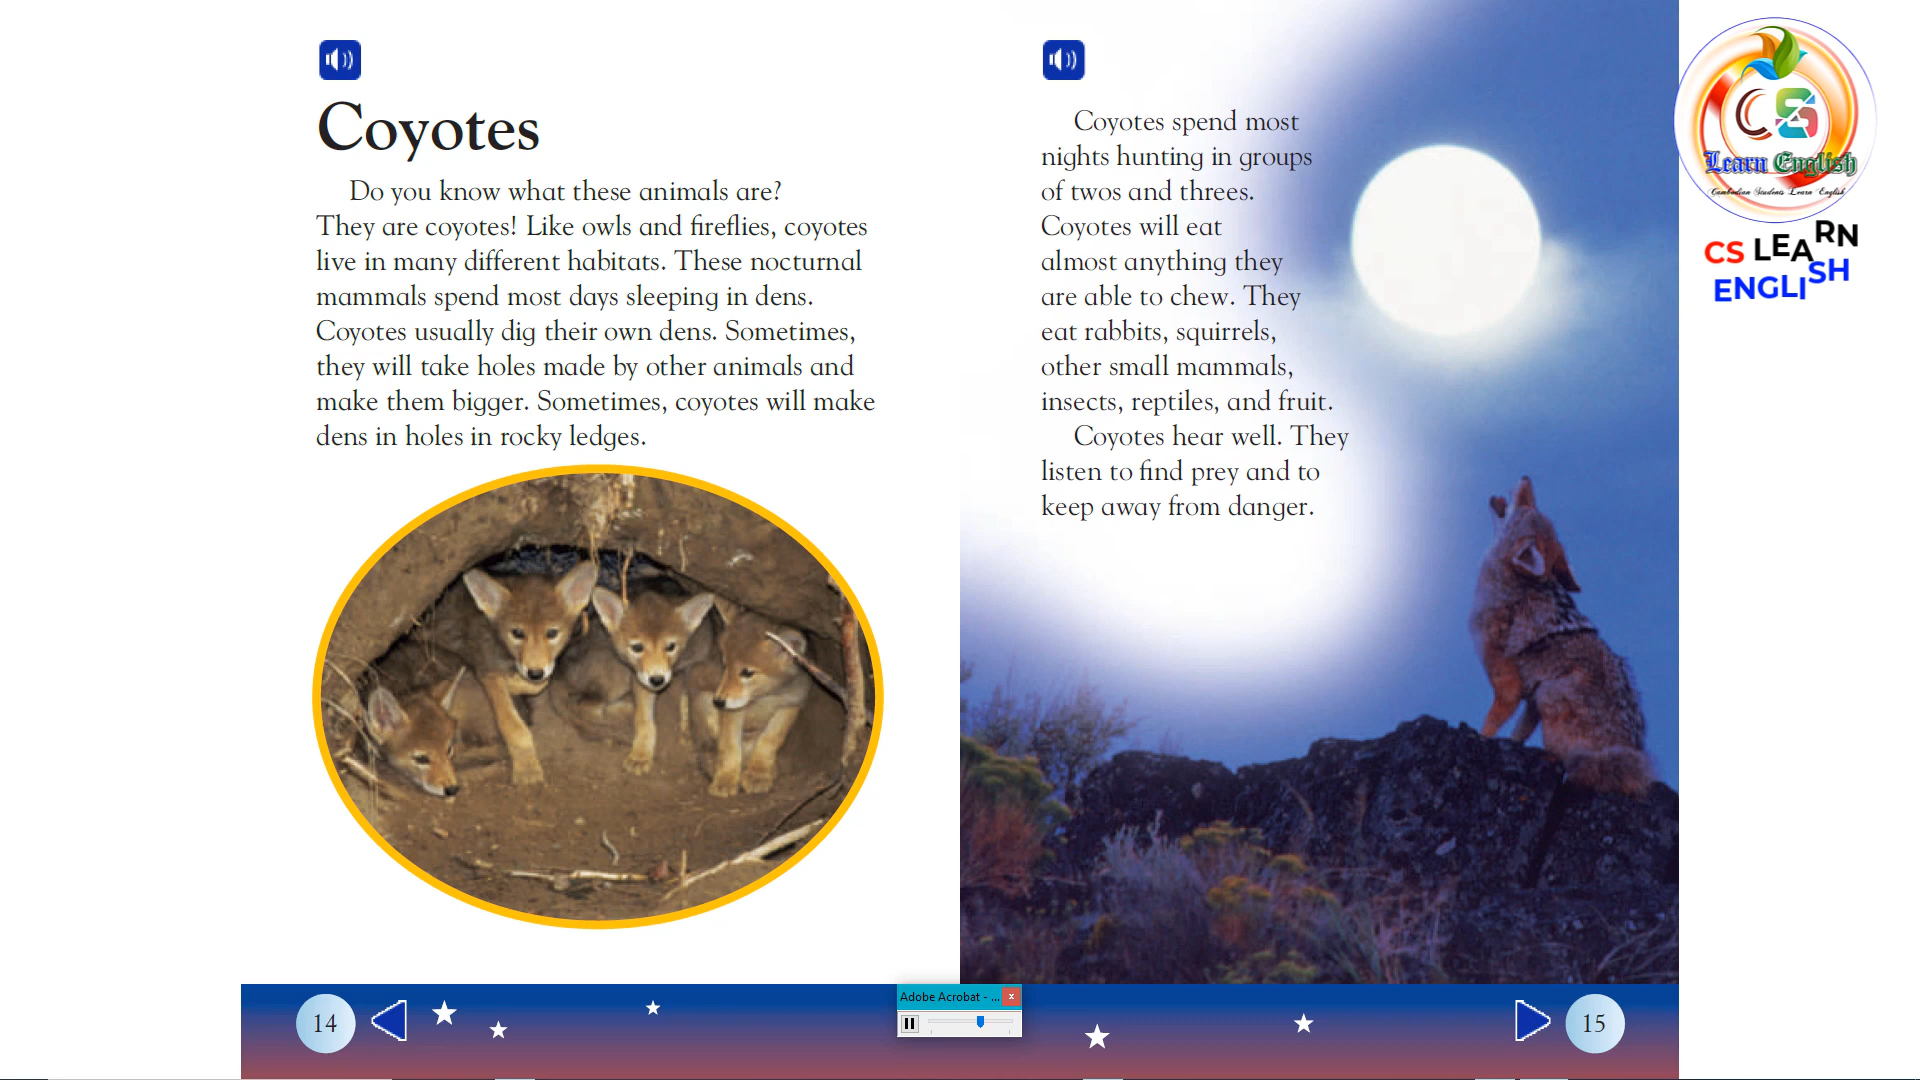 Coyotes
Do you know what these animals are?
They are coyotes! Like owls and fireflies, coyotes
live in many different habitats. These nocturnal
mammals spend most days sleeping in dens.
Coyotes usually dig their own dens. Sometimes,
they will take holes made by other animals and
make them bigger. Sometimes, coyotes will make
dens in holes in rocky ledges.
14
Coyotes spend most
nights hunting in groups
of twos and threes.
Coyotes will eat
almost anything they
are able to chew. They
eat rabbits, squirrels,
other small mammals,
insects, reptiles, and fruit.
Coyotes hear well. They
listen to find prey and to
keep away from danger.
15
Adobe Acrobat - ...
CS
Learn English
Cambodian Students Learn English
CS LEARN
ENGLISH